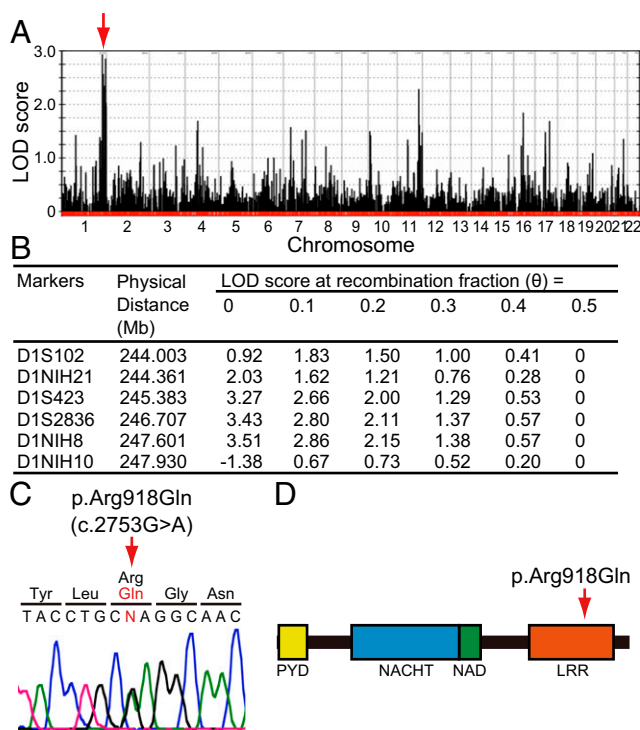 A
LOD score
3.0
2.0
1.0
0
1 2 3 4 5 6 7 8 9 10 11 12 13 14 15 16 17 18 19 20 21 22
Chromosome
B
Markers Physical Distance (Mb) LOD score at recombination fraction (θ) =
0 0.1 0.2 0.3 0.4 0.5
D1S102 244.003 0.92 1.83 1.50 1.00 0.41 0
D1NIH21 244.361 2.03 1.62 1.21 0.76 0.28 0
D1S423 245.383 3.27 2.66 2.00 1.29 0.53 0
D1S2836 246.707 3.43 2.80 2.11 1.37 0.57 0
D1NIH8 247.601 3.51 2.86 2.15 1.38 0.57 0
D1NIH10 247.930 -1.38 0.67 0.73 0.52 0.20 0
C
p.Arg918Gln
(c.2753G>A)
Arg
Tyr Leu Gln Gly Asn
T A C C T G C N A G G C A A C
D
p.Arg918Gln
PYD NACHT NAD LRR